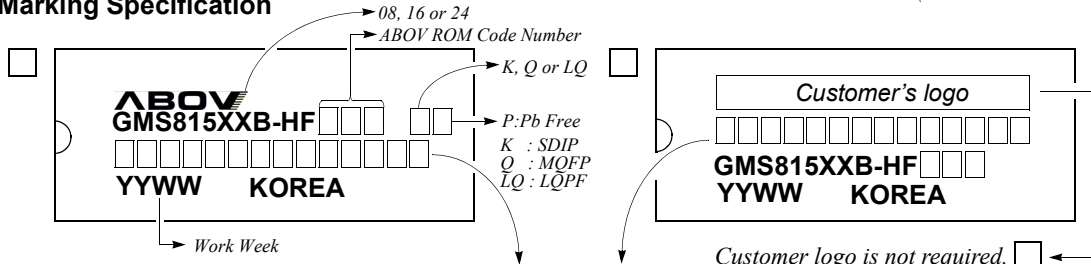 Marking Specification
08, 16 or 24
ABOV ROM Code Number
K, Q or LQ
ABOV
GMS815XXB-HF
P:Pb Free
K : SDIP
Q : MQFP
LQ : LQPF
YYWW KOREA
Work Week
Customer's logo
GMS815XXB-HF
YYWW KOREA
Customer logo is not required.